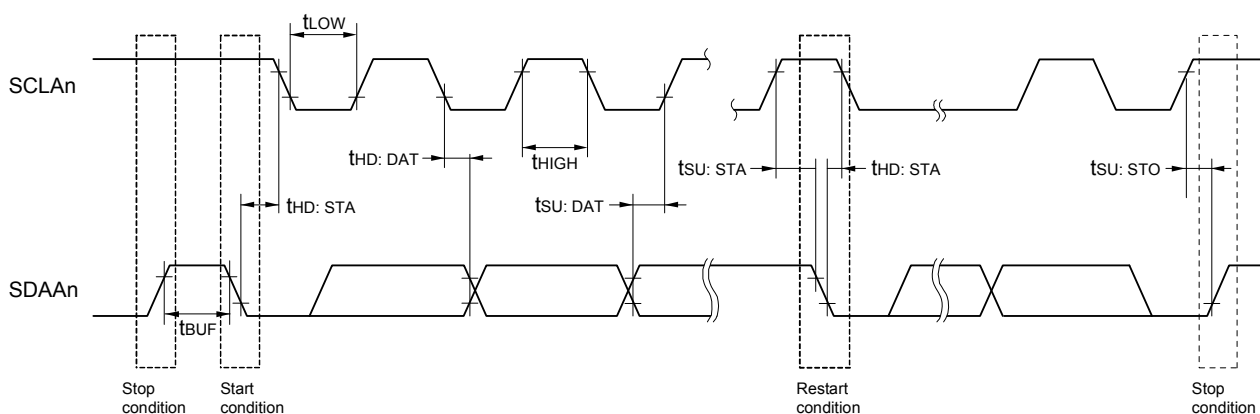 tLOW
SCLAn
tHD: DAT
tHIGH
tSU: STA
tHD: STA
tSU: STO
tHD: STA
tSU: DAT
SDAAn
tBUF
Stop
condition
Start
condition
Restart
condition
Stop
condition